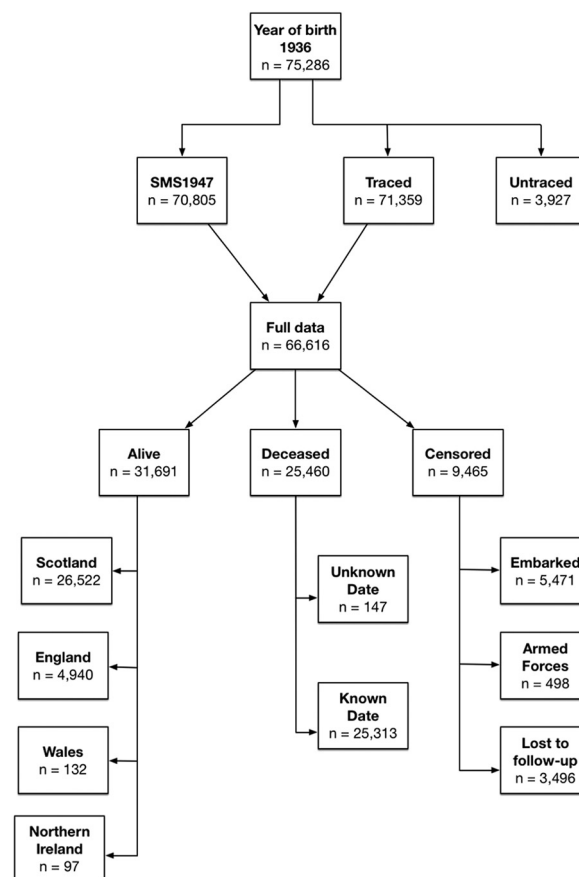 Year of birth
1936
n = 75,286
SMS1947
n = 70,805
Traced
n = 71,359
Untraced
n = 3,927
Full data
n = 66,616
Alive
n = 31,691
Deceased
n = 25,460
Censored
n = 9,465
Scotland
n = 26,522
England
n = 4,940
Wales
n = 132
Northern
Ireland
n = 97
Unknown
Date
n = 147
Known
Date
n = 25,313
Embarked
n = 5,471
Armed
Forces
n = 498
Lost to
follow-up
n = 3,496